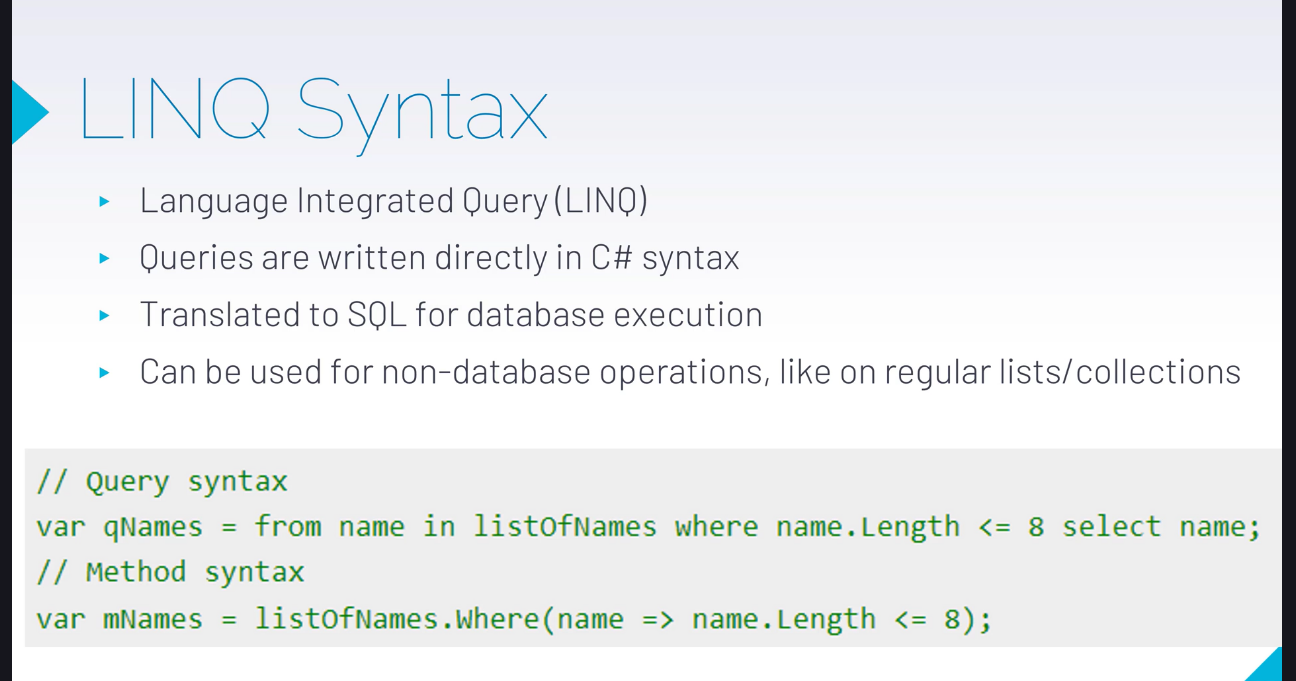 LINQ Syntax
Language Integrated Query (LINQ)
Queries are written directly in C# syntax
Translated to SQL for database execution
Can be used for non-database operations, like on regular lists/collections
// Query syntax
var qNames = from name in listOfNames where name.Length <= 8 select name;
// Method syntax
var mNames = listOfNames.Where(name => name.Length <= 8);